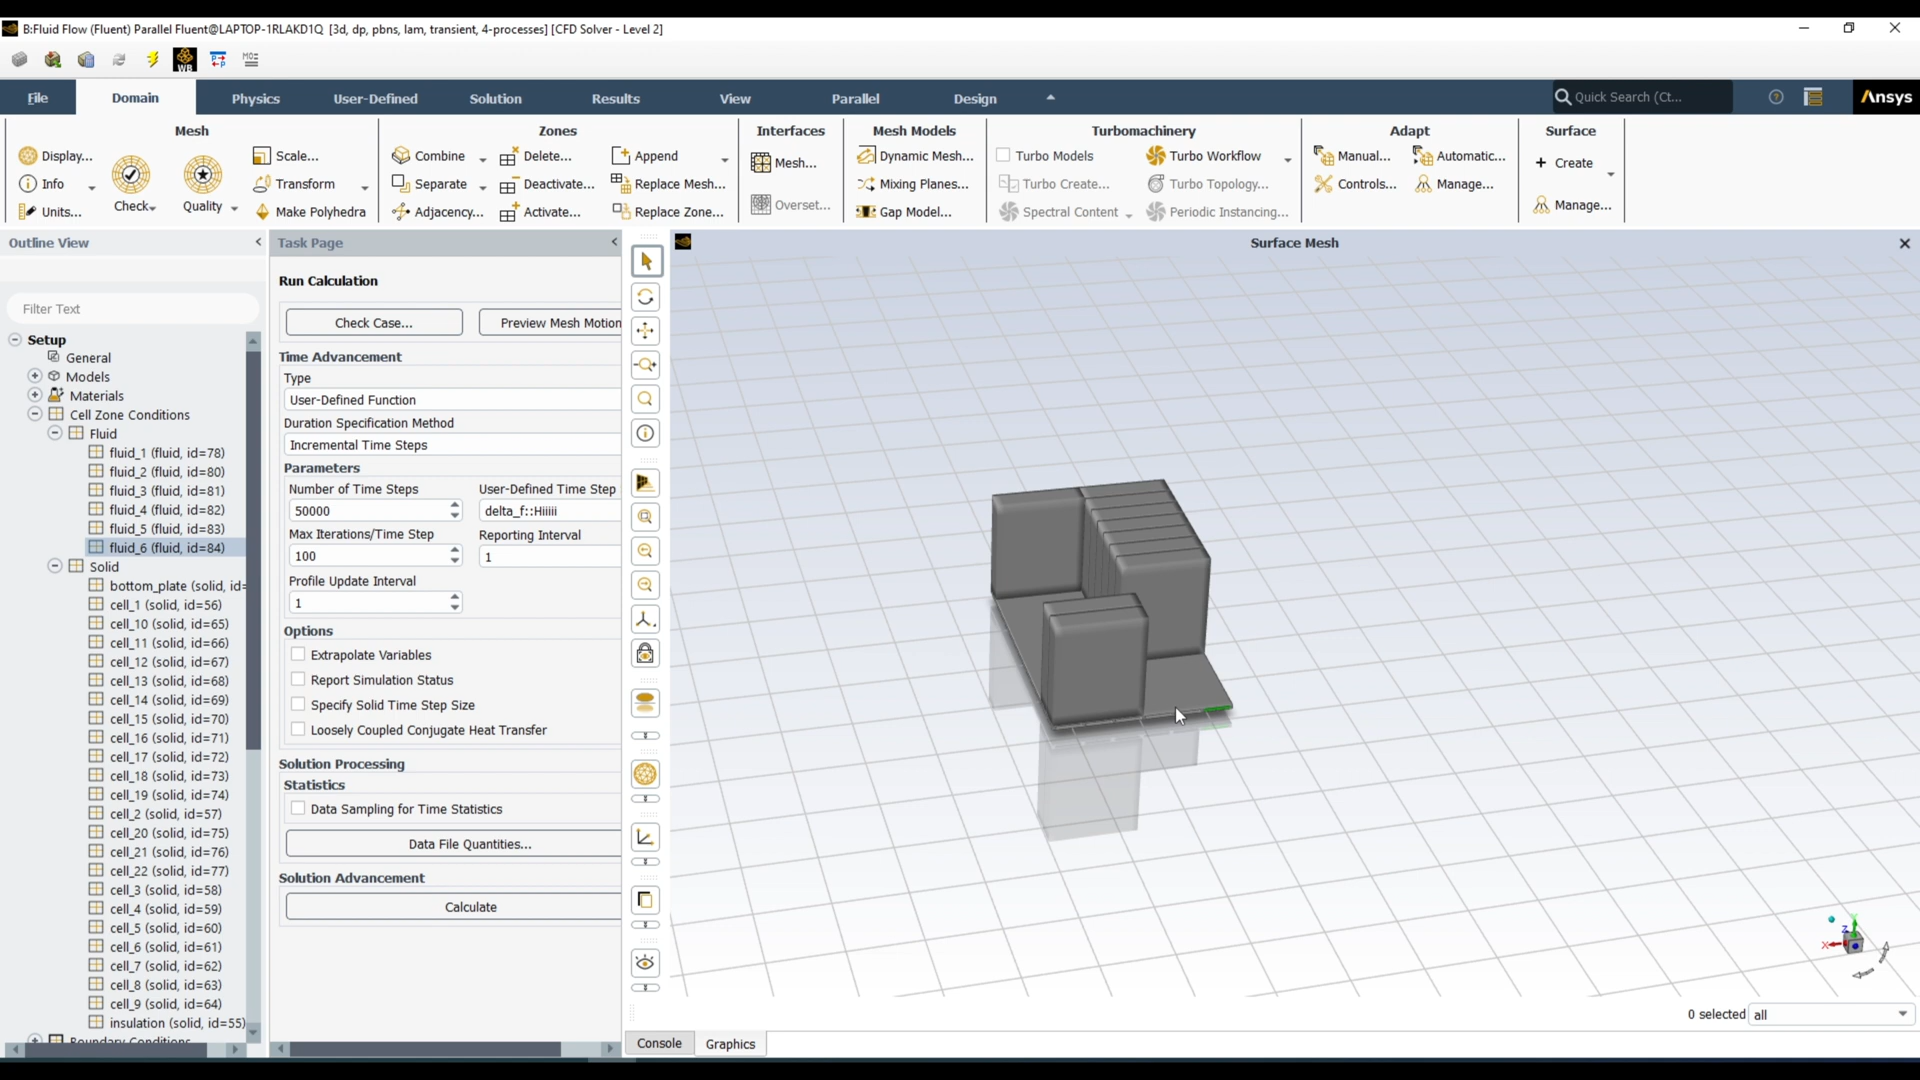 B:Fluid Flow (Fluent) Parallel Fluent@LAPTOP-1RLAKD1Q [3d, dp, pbns, lam, transient, 4-processes] [CFD Solver - Level 2]
WB
File Domain Physics User-Defined Solution Results View Parallel Design Quick Search (Ct... Ansys
Mesh Zones Interfaces Mesh Models Turbomachinery Adapt Surface
Display... Scale... Combine Delete... Append Mesh... Dynamic Mesh... Turbo Models Turbo Workflow Manual... Automatic... Create
Info Transform Separate Deactivate... Replace Mesh... Mixing Planes... Turbo Create... Turbo Topology... Controls... Manage...
Units... Check Quality Make Polyhedra Adjacency... Activate... Replace Zone... Overset... Gap Model... Spectral Content Periodic Instancing... Manage...
Outline View
Task Page
Surface Mesh
Filter Text
Setup
General
Models
Materials
Cell Zone Conditions
Fluid
fluid_1 (fluid, id=78)
fluid_2 (fluid, id=80)
fluid_3 (fluid, id=81)
fluid_4 (fluid, id=82)
fluid_5 (fluid, id=83)
fluid_6 (fluid, id=84)
Solid
bottom_plate (solid, id=
cell_1 (solid, id=56)
cell_10 (solid, id=65)
cell_11 (solid, id=66)
cell_12 (solid, id=67)
cell_13 (solid, id=68)
cell_14 (solid, id=69)
cell_15 (solid, id=70)
cell_16 (solid, id=71)
cell_17 (solid, id=72)
cell_18 (solid, id=73)
cell_19 (solid, id=74)
cell_2 (solid, id=57)
cell_20 (solid, id=75)
cell_21 (solid, id=76)
cell_22 (solid, id=77)
cell_3 (solid, id=58)
cell_4 (solid, id=59)
cell_5 (solid, id=60)
cell_6 (solid, id=61)
cell_7 (solid, id=62)
cell_8 (solid, id=63)
cell_9 (solid, id=64)
insulation (solid, id=55)
Boundary Conditions
Run Calculation
Check Case... Preview Mesh Motion
Time Advancement
Type
User-Defined Function
Duration Specification Method
Incremental Time Steps
Parameters
Number of Time Steps User-Defined Time Step
50000 delta_f::Hiiiii
Max Iterations/Time Step Reporting Interval
100 1
Profile Update Interval
1
Options
Extrapolate Variables
Report Simulation Status
Specify Solid Time Step Size
Loosely Coupled Conjugate Heat Transfer
Solution Processing
Statistics
Data Sampling for Time Statistics
Data File Quantities...
Solution Advancement
Calculate
Y
Z
X
0 selected all
Console Graphics